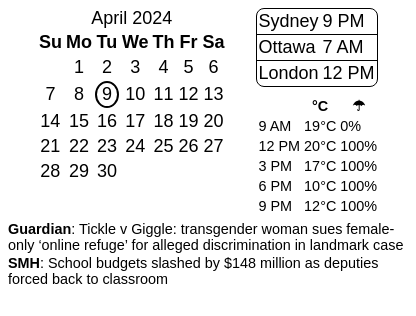 April 2024
Su Mo Tu We Th Fr Sa
1 2 3 4 5 6
7 8 9 10 11 12 13
14 15 16 17 18 19 20
21 22 23 24 25 26 27
28 29 30
Sydney 9 PM
Ottawa 7 AM
London 12 PM
°C ☂
9 AM 19°C 0%
12 PM 20°C 100%
3 PM 17°C 100%
6 PM 10°C 100%
9 PM 12°C 100%
Guardian: Tickle v Giggle: transgender woman sues female-
only ‘online refuge’ for alleged discrimination in landmark case
SMH: School budgets slashed by $148 million as deputies
forced back to classroom